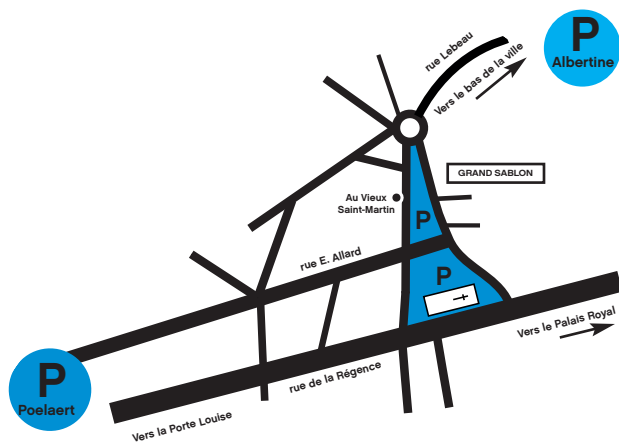 P
Albertine
rue Lebeau
Vers le bas de la ville
GRAND SABLON
Au Vieux
Saint-Martin
P
rue E. Allard
P
Vers le Palais Royal
P
Poelaert
rue de la Régence
Vers la Porte Louise